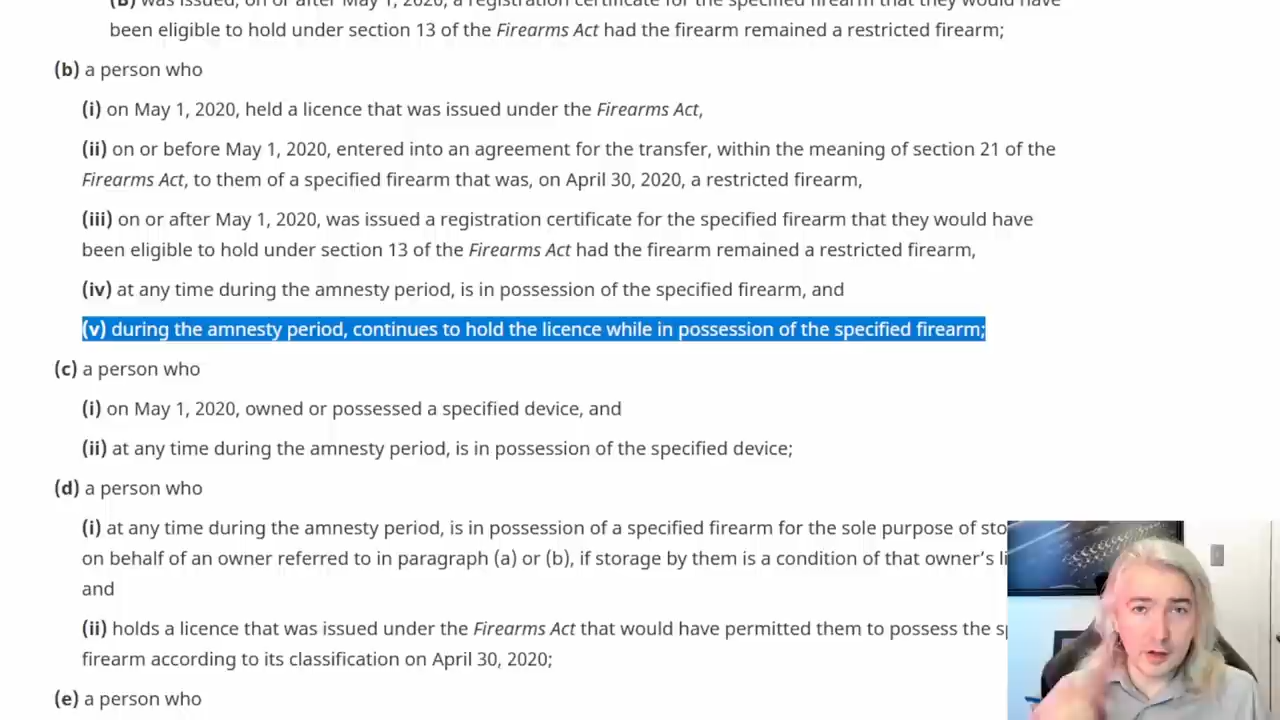 (B) was issued, on or after May 1, 2020, a registration certificate for the specified firearm that they would have
been eligible to hold under section 13 of the Firearms Act had the firearm remained a restricted firearm;
(b) a person who
(i) on May 1, 2020, held a licence that was issued under the Firearms Act,
(ii) on or before May 1, 2020, entered into an agreement for the transfer, within the meaning of section 21 of the
Firearms Act, to them of a specified firearm that was, on April 30, 2020, a restricted firearm,
(iii) on or after May 1, 2020, was issued a registration certificate for the specified firearm that they would have
been eligible to hold under section 13 of the Firearms Act had the firearm remained a restricted firearm,
(iv) at any time during the amnesty period, is in possession of the specified firearm, and
(v) during the amnesty period, continues to hold the licence while in possession of the specified firearm;
(c) a person who
(i) on May 1, 2020, owned or possessed a specified device, and
(ii) at any time during the amnesty period, is in possession of the specified device;
(d) a person who
(i) at any time during the amnesty period, is in possession of a specified firearm for the sole purpose of
on behalf of an owner referred to in paragraph (a) or (b), if storage by them is a condition of that owner's
and
(ii) holds a licence that was issued under the Firearms Act that would have permitted them to possess the
firearm according to its classification on April 30, 2020;
(e) a person who